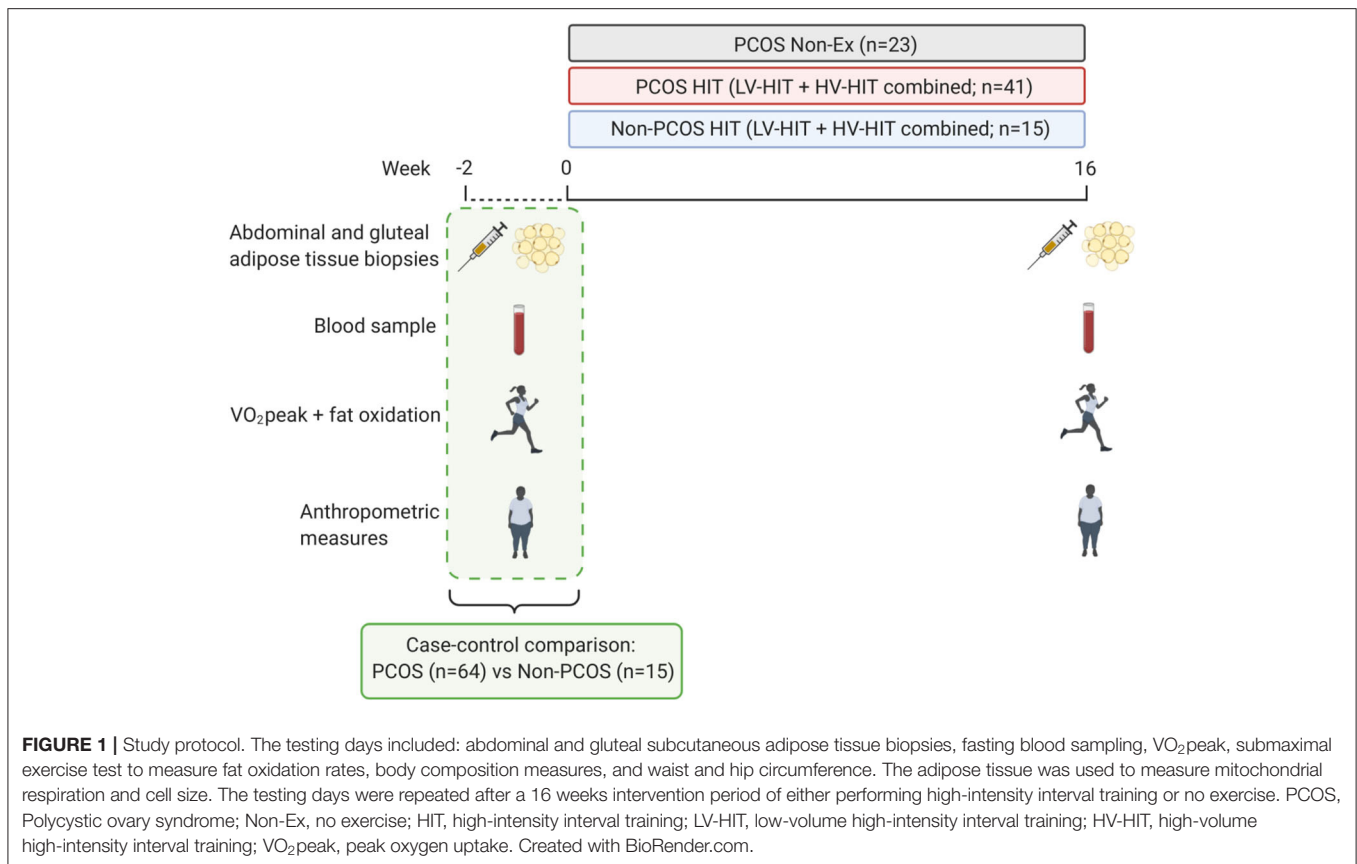 PCOS Non-Ex (n=23)
PCOS HIT (LV-HIT + HV-HIT combined; n=41)
Non-PCOS HIT (LV-HIT + HV-HIT combined; n=15)
Week -2 0 16
Abdominal and gluteal
adipose tissue biopsies
Blood sample
VO₂peak + fat oxidation
Anthropometric
measures
Case-control comparison:
PCOS (n=64) vs Non-PCOS (n=15)
FIGURE 1 | Study protocol. The testing days included: abdominal and gluteal subcutaneous adipose tissue biopsies, fasting blood sampling, VO₂peak, submaximal
exercise test to measure fat oxidation rates, body composition measures, and waist and hip circumference. The adipose tissue was used to measure mitochondrial
respiration and cell size. The testing days were repeated after a 16 weeks intervention period of either performing high-intensity interval training or no exercise. PCOS,
Polycystic ovary syndrome; Non-Ex, no exercise; HIT, high-intensity interval training; LV-HIT, low-volume high-intensity interval training; HV-HIT, high-volume
high-intensity interval training; VO₂peak, peak oxygen uptake. Created with BioRender.com.